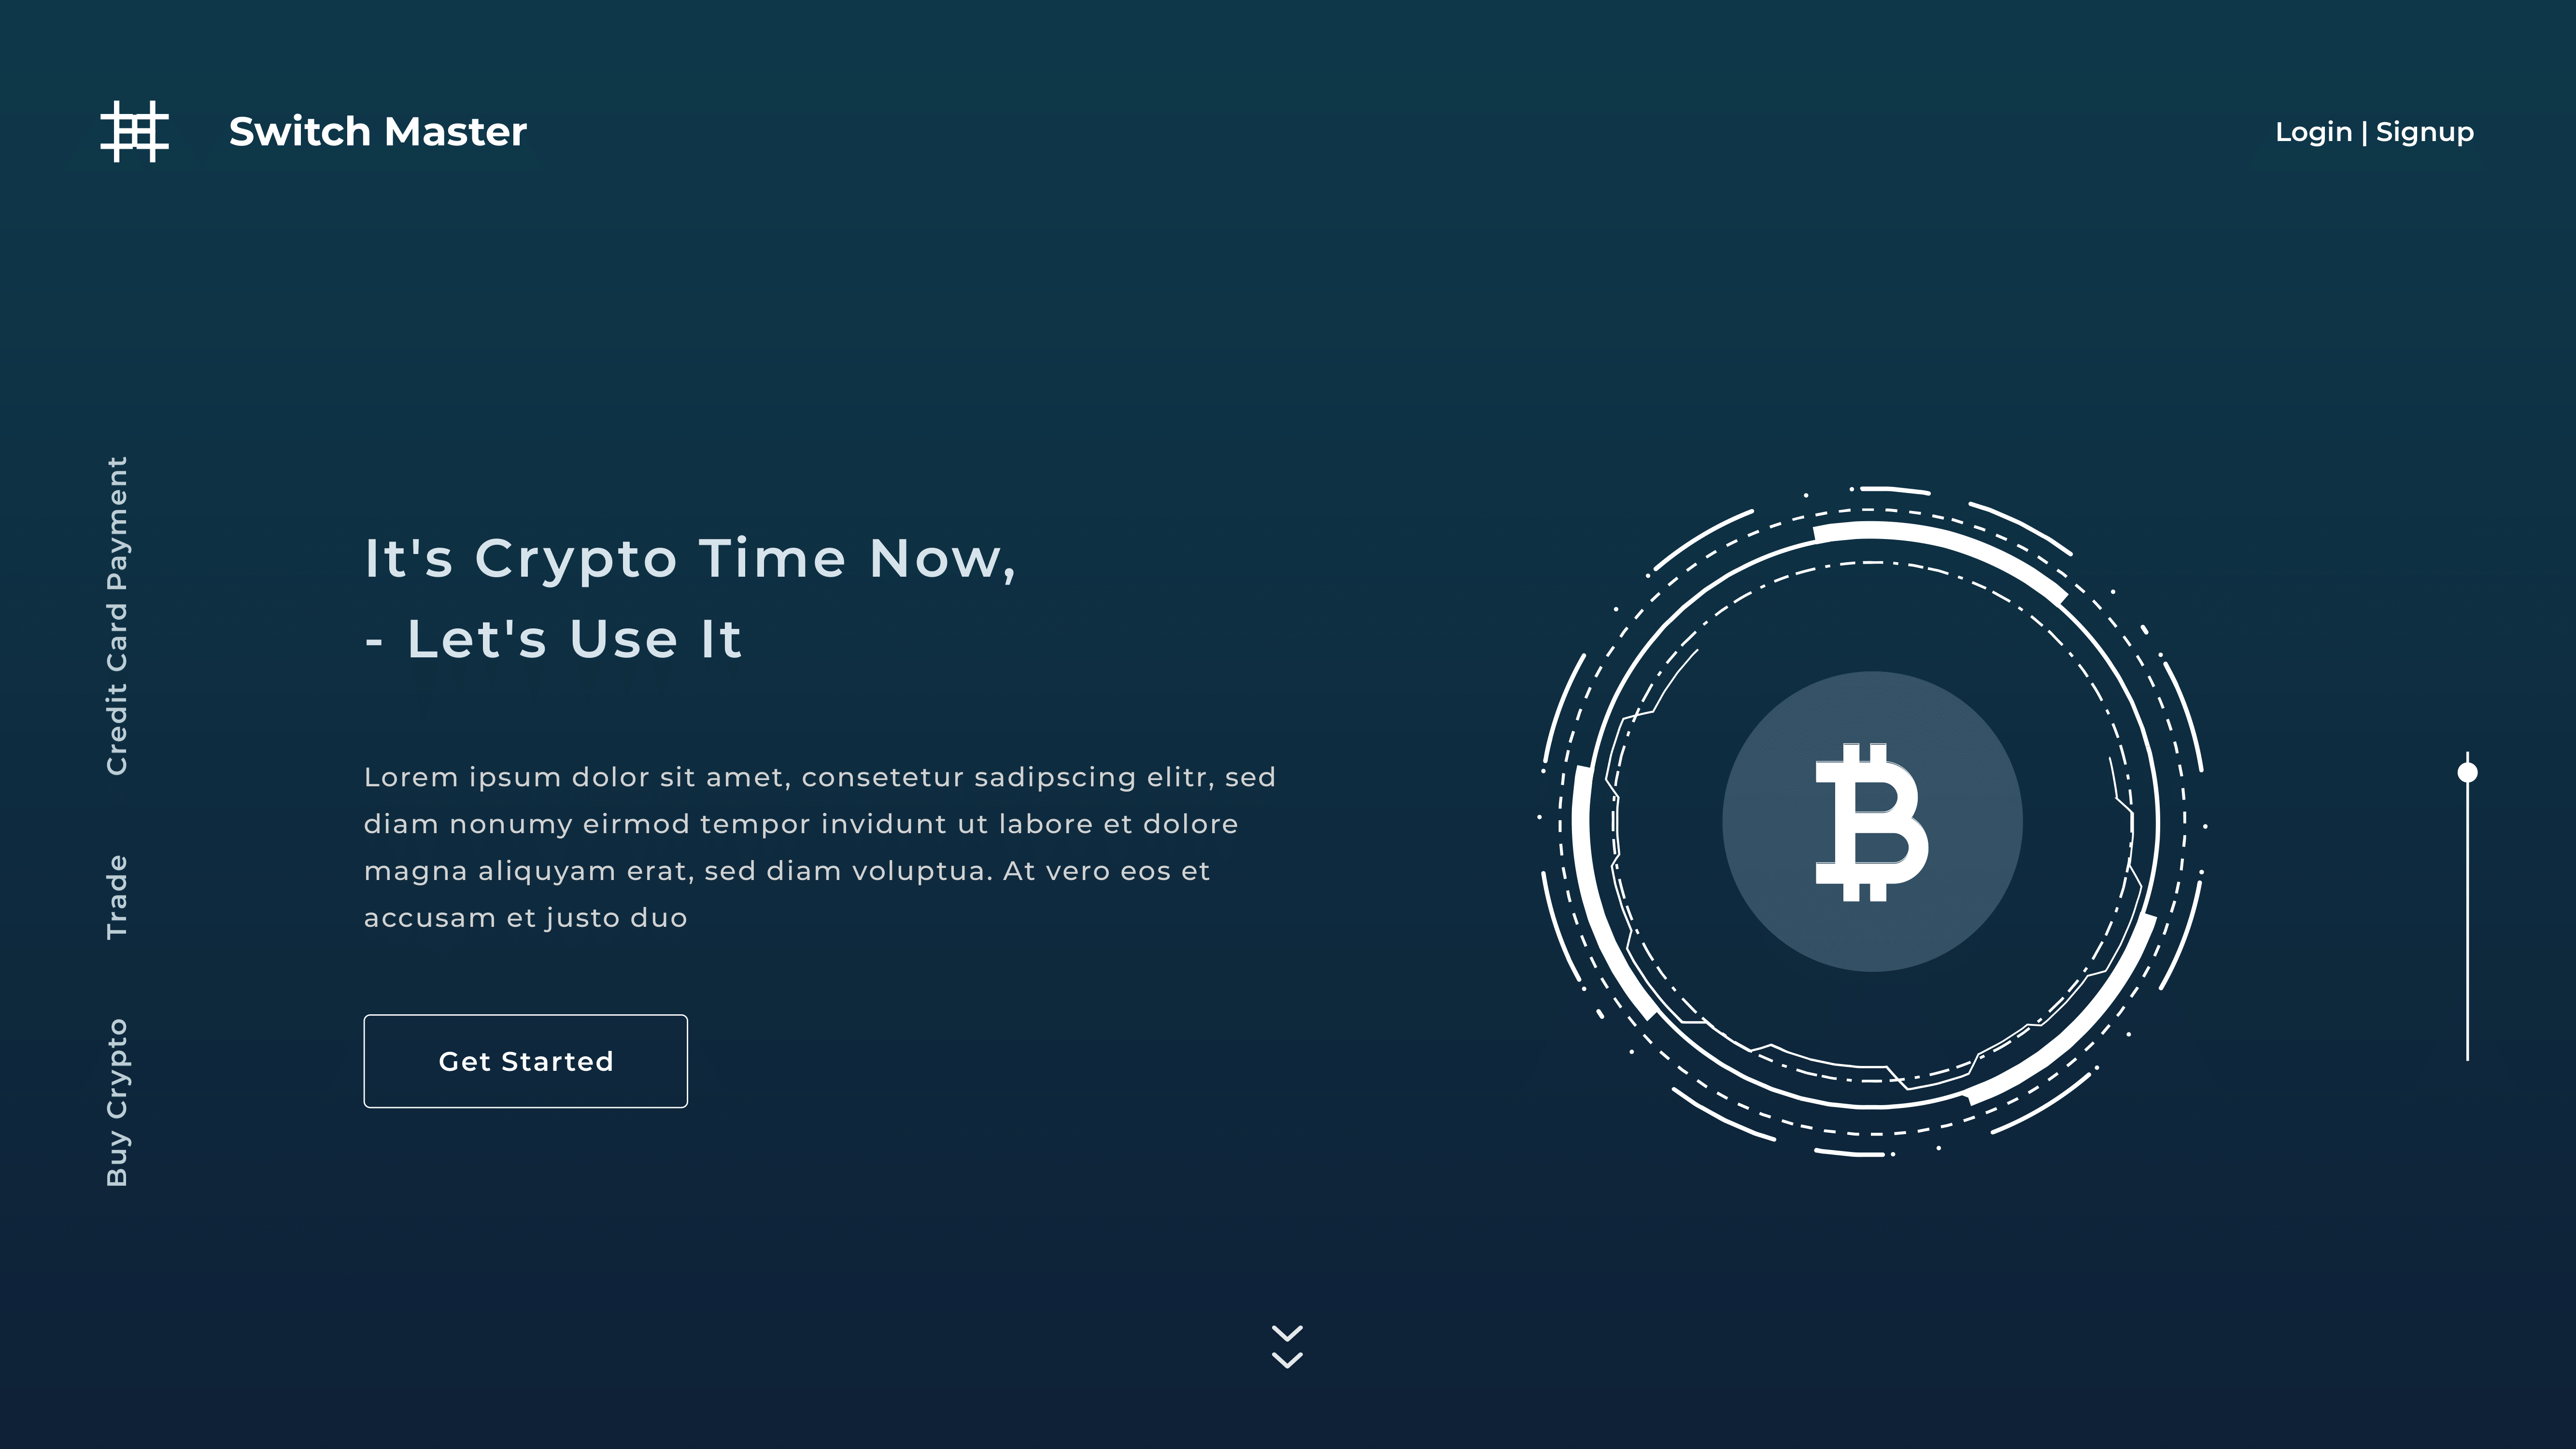 Switch Master
Login | Signup
Credit Card Payment
Trade
Buy Crypto
It's Crypto Time Now,
- Let's Use It
Lorem ipsum dolor sit amet, consetetur sadipscing elitr, sed
diam nonumy eirmod tempor invidunt ut labore et dolore
magna aliquyam erat, sed diam voluptua. At vero eos et
accusam et justo duo
Get Started